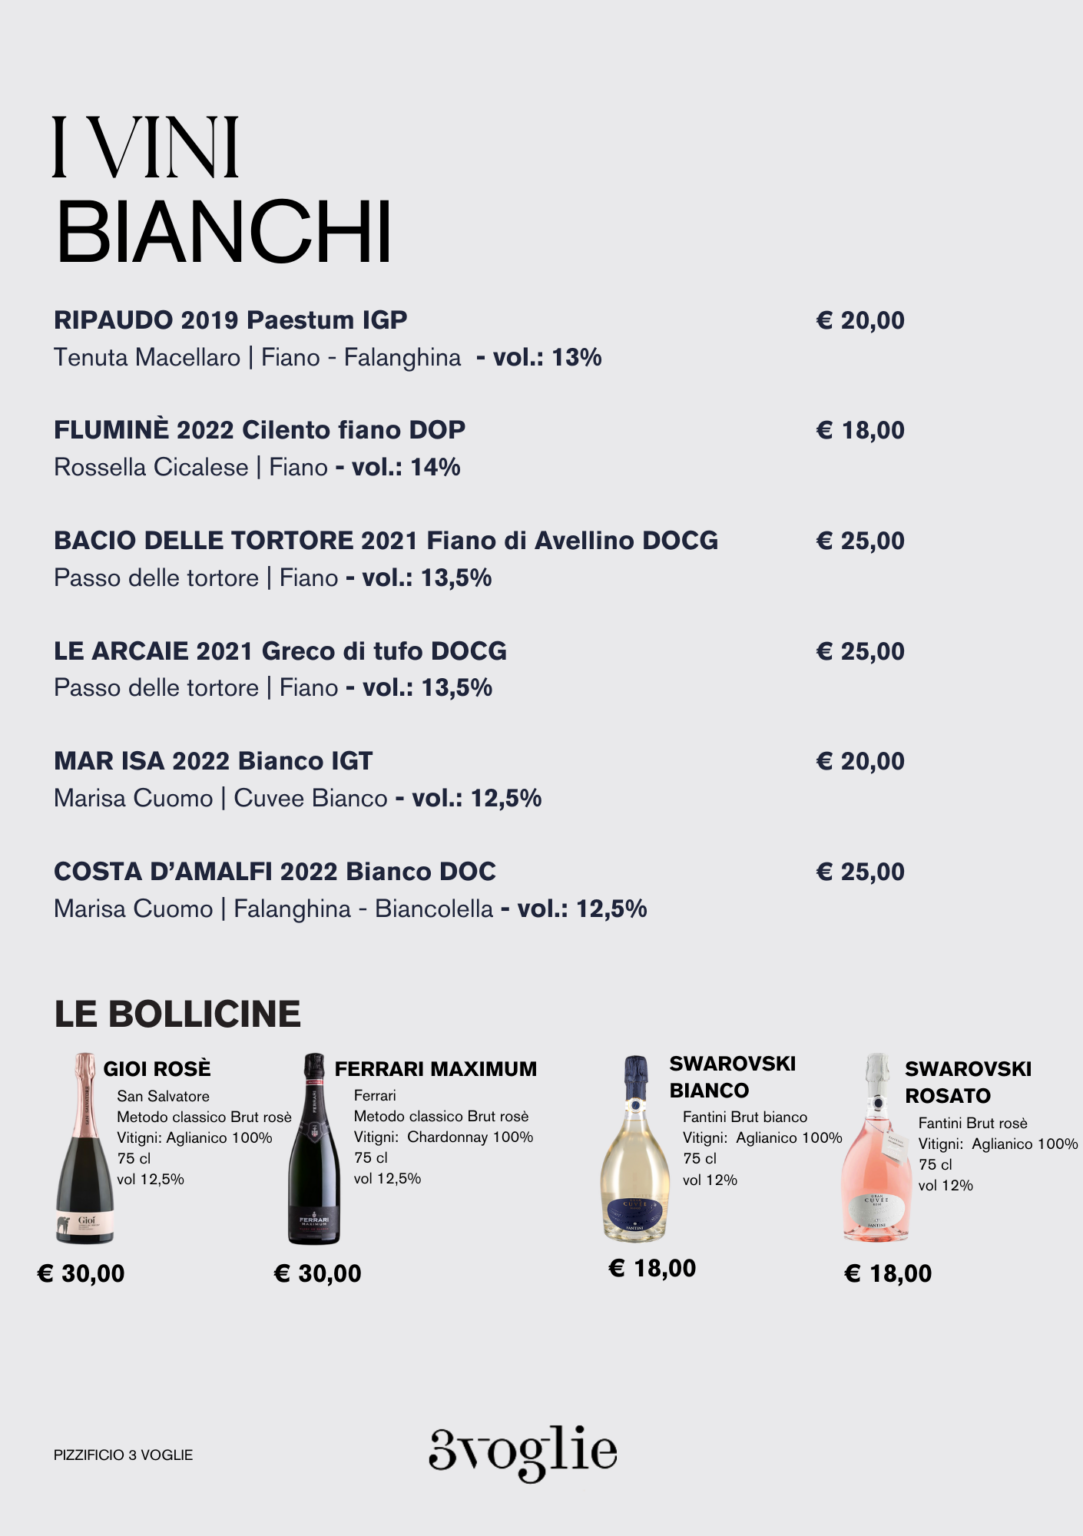 I VINI
BIANCHI
RIPAUDO 2019 Paestum IGP € 20,00
Tenuta Macellaro | Fiano - Falanghina - vol.: 13%
FLUMINÈ 2022 Cilento fiano DOP € 18,00
Rossella Cicalese | Fiano - vol.: 14%
BACIO DELLE TORTORE 2021 Fiano di Avellino DOCG € 25,00
Passo delle tortore | Fiano - vol.: 13,5%
LE ARCAIE 2021 Greco di tufo DOCG € 25,00
Passo delle tortore | Fiano - vol.: 13,5%
MAR ISA 2022 Bianco IGT € 20,00
Marisa Cuomo | Cuvee Bianco - vol.: 12,5%
COSTA D’AMALFI 2022 Bianco DOC € 25,00
Marisa Cuomo | Falanghina - Biancolella - vol.: 12,5%
LE BOLLICINE
GIOI ROSÈ
San Salvatore
Metodo classico Brut rosè
Vitigni: Aglianico 100%
75 cl
vol 12,5%
Gioi
€ 30,00
FERRARI MAXIMUM
Ferrari
Metodo classico Brut rosè
Vitigni: Chardonnay 100%
75 cl
vol 12,5%
FERRARI
MAXIMUM
€ 30,00
SWAROVSKI
BIANCO
Fantini Brut bianco
Vitigni: Aglianico 100%
75 cl
vol 12%
CUVÉE
FANTINI
€ 18,00
SWAROVSKI
ROSATO
Fantini Brut rosè
Vitigni: Aglianico 100%
75 cl
vol 12%
GRAN
CUVÉE
FANTINI
€ 18,00
PIZZIFICIO 3 VOGLIE
3voglie